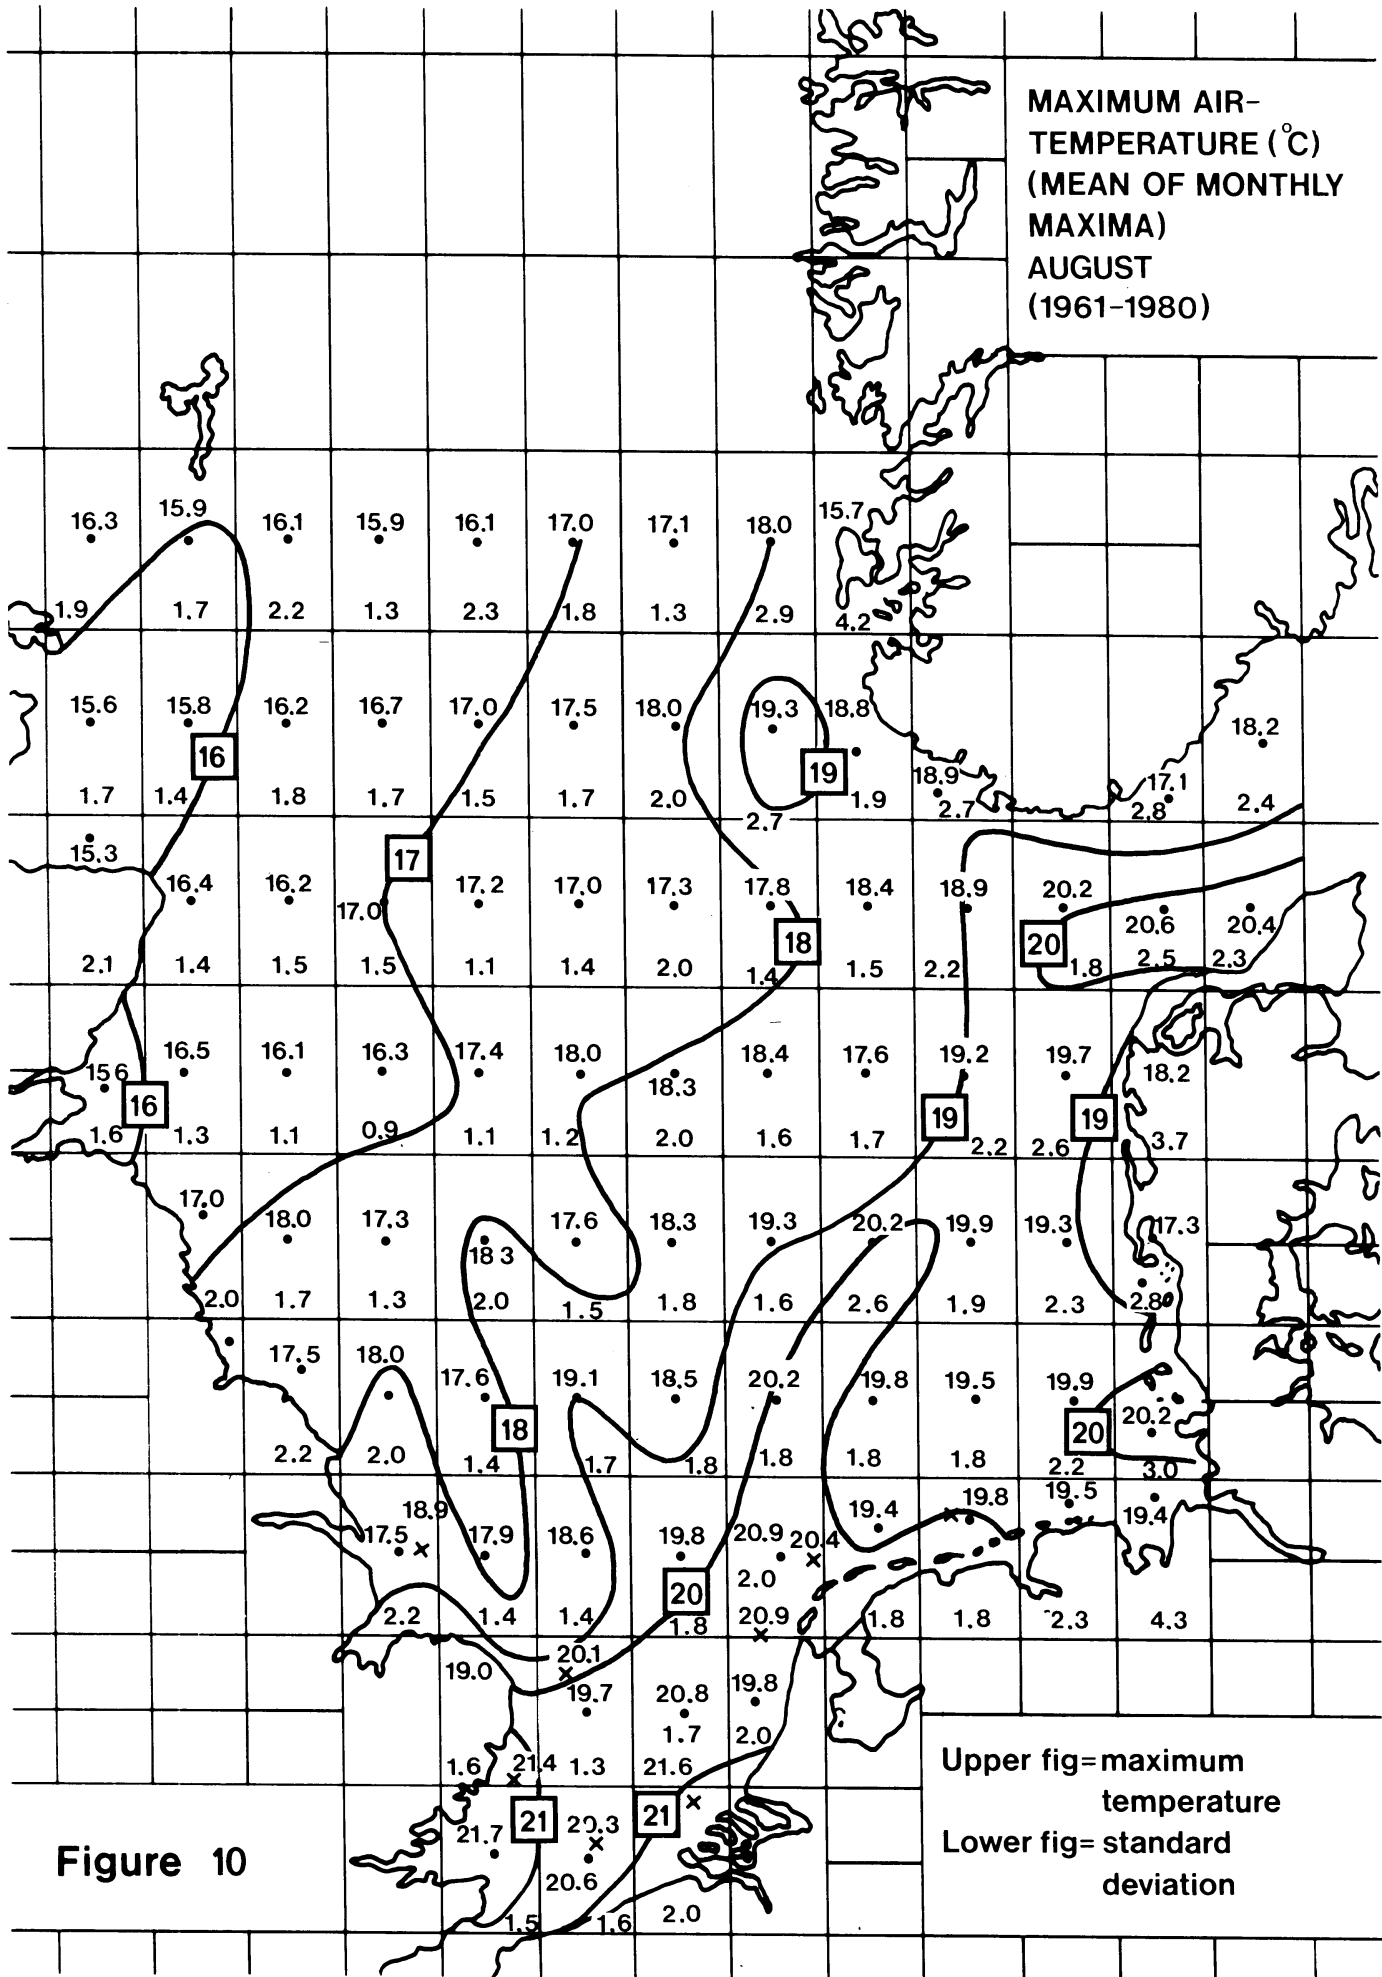 MAXIMUM AIR-
TEMPERATURE (°C)
(MEAN OF MONTHLY
MAXIMA)
AUGUST
(1961-1980)
16.3 15.9 16.1 15.9 16.1 17.0 17.1 18.0 15.7
1.9 1.7 2.2 1.3 2.3 1.8 1.3 2.9 4.2
15.6 15.8 16.2 16.7 17.0 17.5 18.0 19.3 18.8 18.2
16 19
18.9 17.1
1.7 1.4 1.8 1.7 1.5 1.7 2.0 2.7 1.9 2.7 2.8 2.4
15.3 17
16.4 16.2 17.0 17.2 17.0 17.3 17.8 18.4 18.9 20.2 20.6 20.4
18 20
2.1 1.4 1.5 1.5 1.1 1.4 2.0 1.4 1.5 2.2 1.8 2.5 2.3
15 6 16.5 16.1 16.3 17.4 18.0 18.3 18.4 17.6 19.2 19.7 18.2
16 19 19
1.6 1.3 1.1 0.9 1.1 1.2 2.0 1.6 1.7 2.2 2.6 3.7
17.0 18.0 17.3 18 3 17.6 18.3 19.3 20.2 19.9 19.3 17.3
2.0 1.7 1.3 2.0 1.5 1.8 1.6 2.6 1.9 2.3 2.8
17.5 18.0 17.6 19.1 18.5 20.2 19.8 19.5 19.9 20.2
18 20
2.2 2.0 1.4 1.7 1.8 1.8 1.8 1.8 2.2 3.0
18.9 19.4 19.8 19.5 19.4
17.5 17.9 18.6 19.8 20.9 20.4
20 2.0
2.2 1.4 1.4 1.8 20.9 1.8 1.8 2.3 4.3
19.0 20.1
19.7 20.8 19.8
1.7 2.0
1.6 21.4 1.3 21.6
21 21
21.7 20.3
20.6
1.5 1.6 2.0
Upper fig= maximum
temperature
Lower fig= standard
deviation
Figure 10